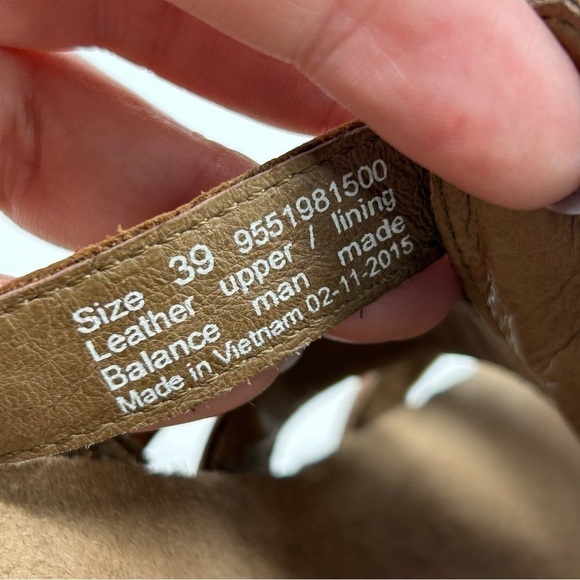 Size 39 9551981500
Leather upper / lining
Balance man made
Made in Vietnam 02-11-2015